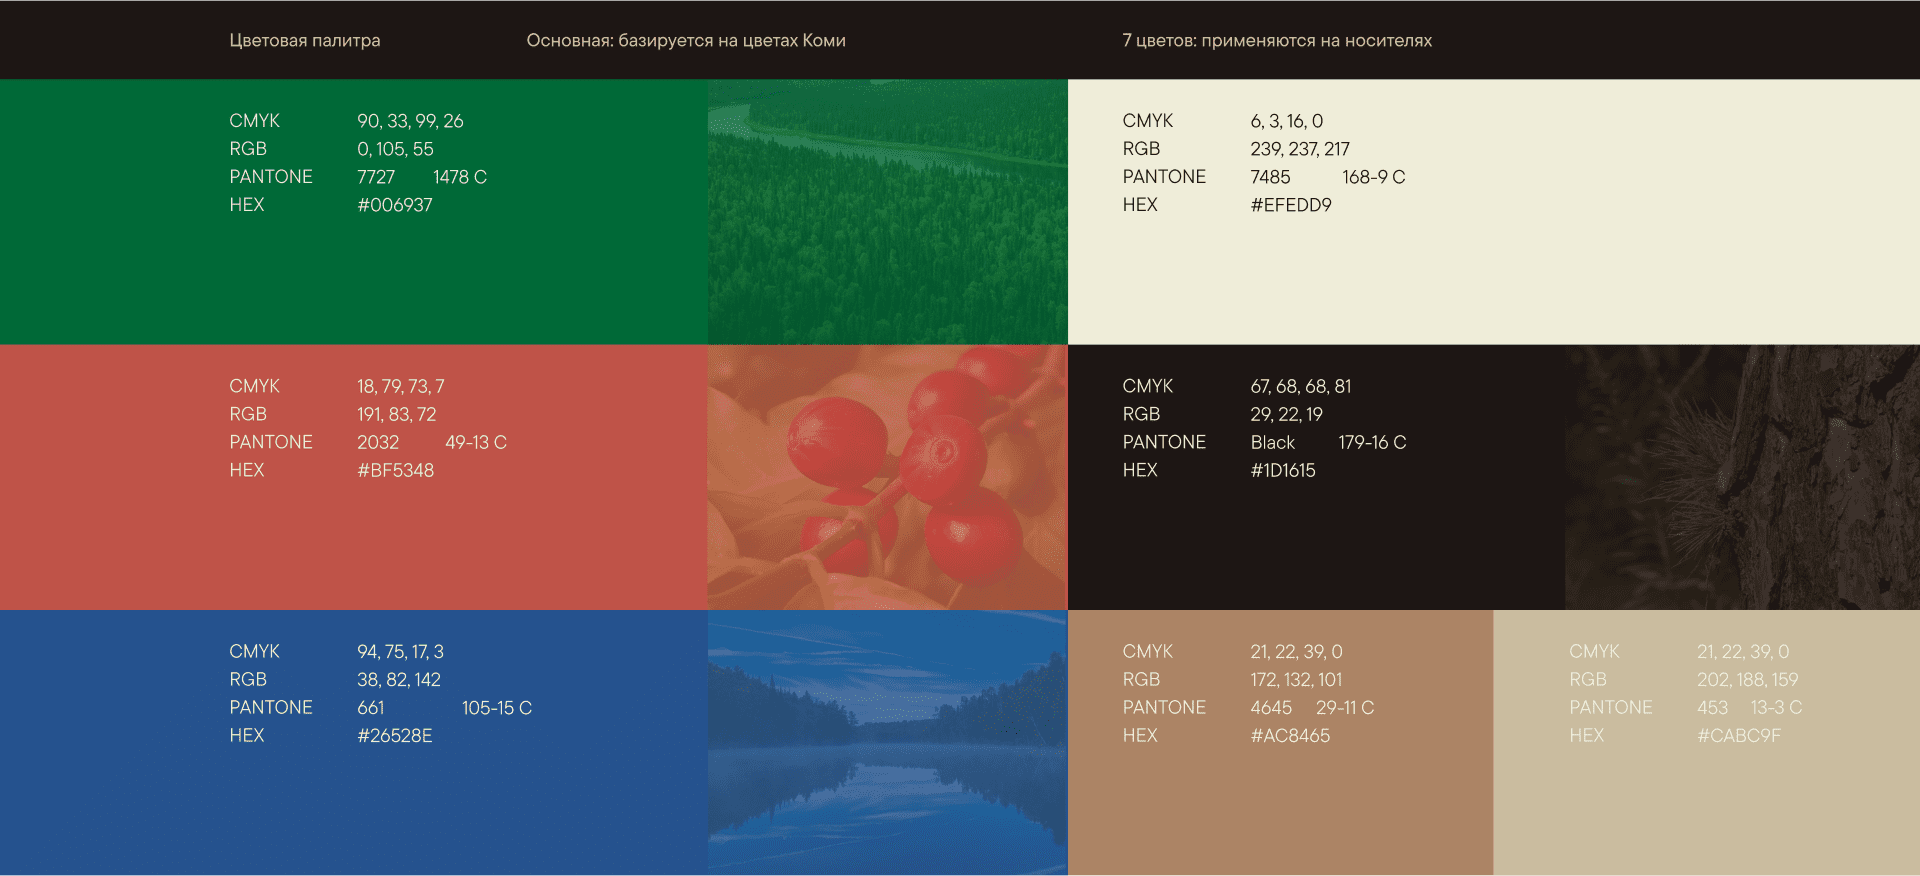 Цветовая палитра
Основная: базируется на цветах Коми
7 цветов: применяются на носителях
CMYK 90, 33, 99, 26
RGB 0, 105, 55
PANTONE 7727 1478 C
HEX #006937
CMYK 6, 3, 16, 0
RGB 239, 237, 217
PANTONE 7485 168-9 C
HEX #EFEDD9
CMYK 18, 79, 73, 7
RGB 191, 83, 72
PANTONE 2032 49-13 C
HEX #BF5348
CMYK 67, 68, 68, 81
RGB 29, 22, 19
PANTONE Black 179-16 C
HEX #1D1615
CMYK 94, 75, 17, 3
RGB 38, 82, 142
PANTONE 661 105-15 C
HEX #26528E
CMYK 21, 22, 39, 0
RGB 172, 132, 101
PANTONE 4645 29-11 C
HEX #AC8465
CMYK 21, 22, 39, 0
RGB 202, 188, 159
PANTONE 453 13-3 C
HEX #CABC9F